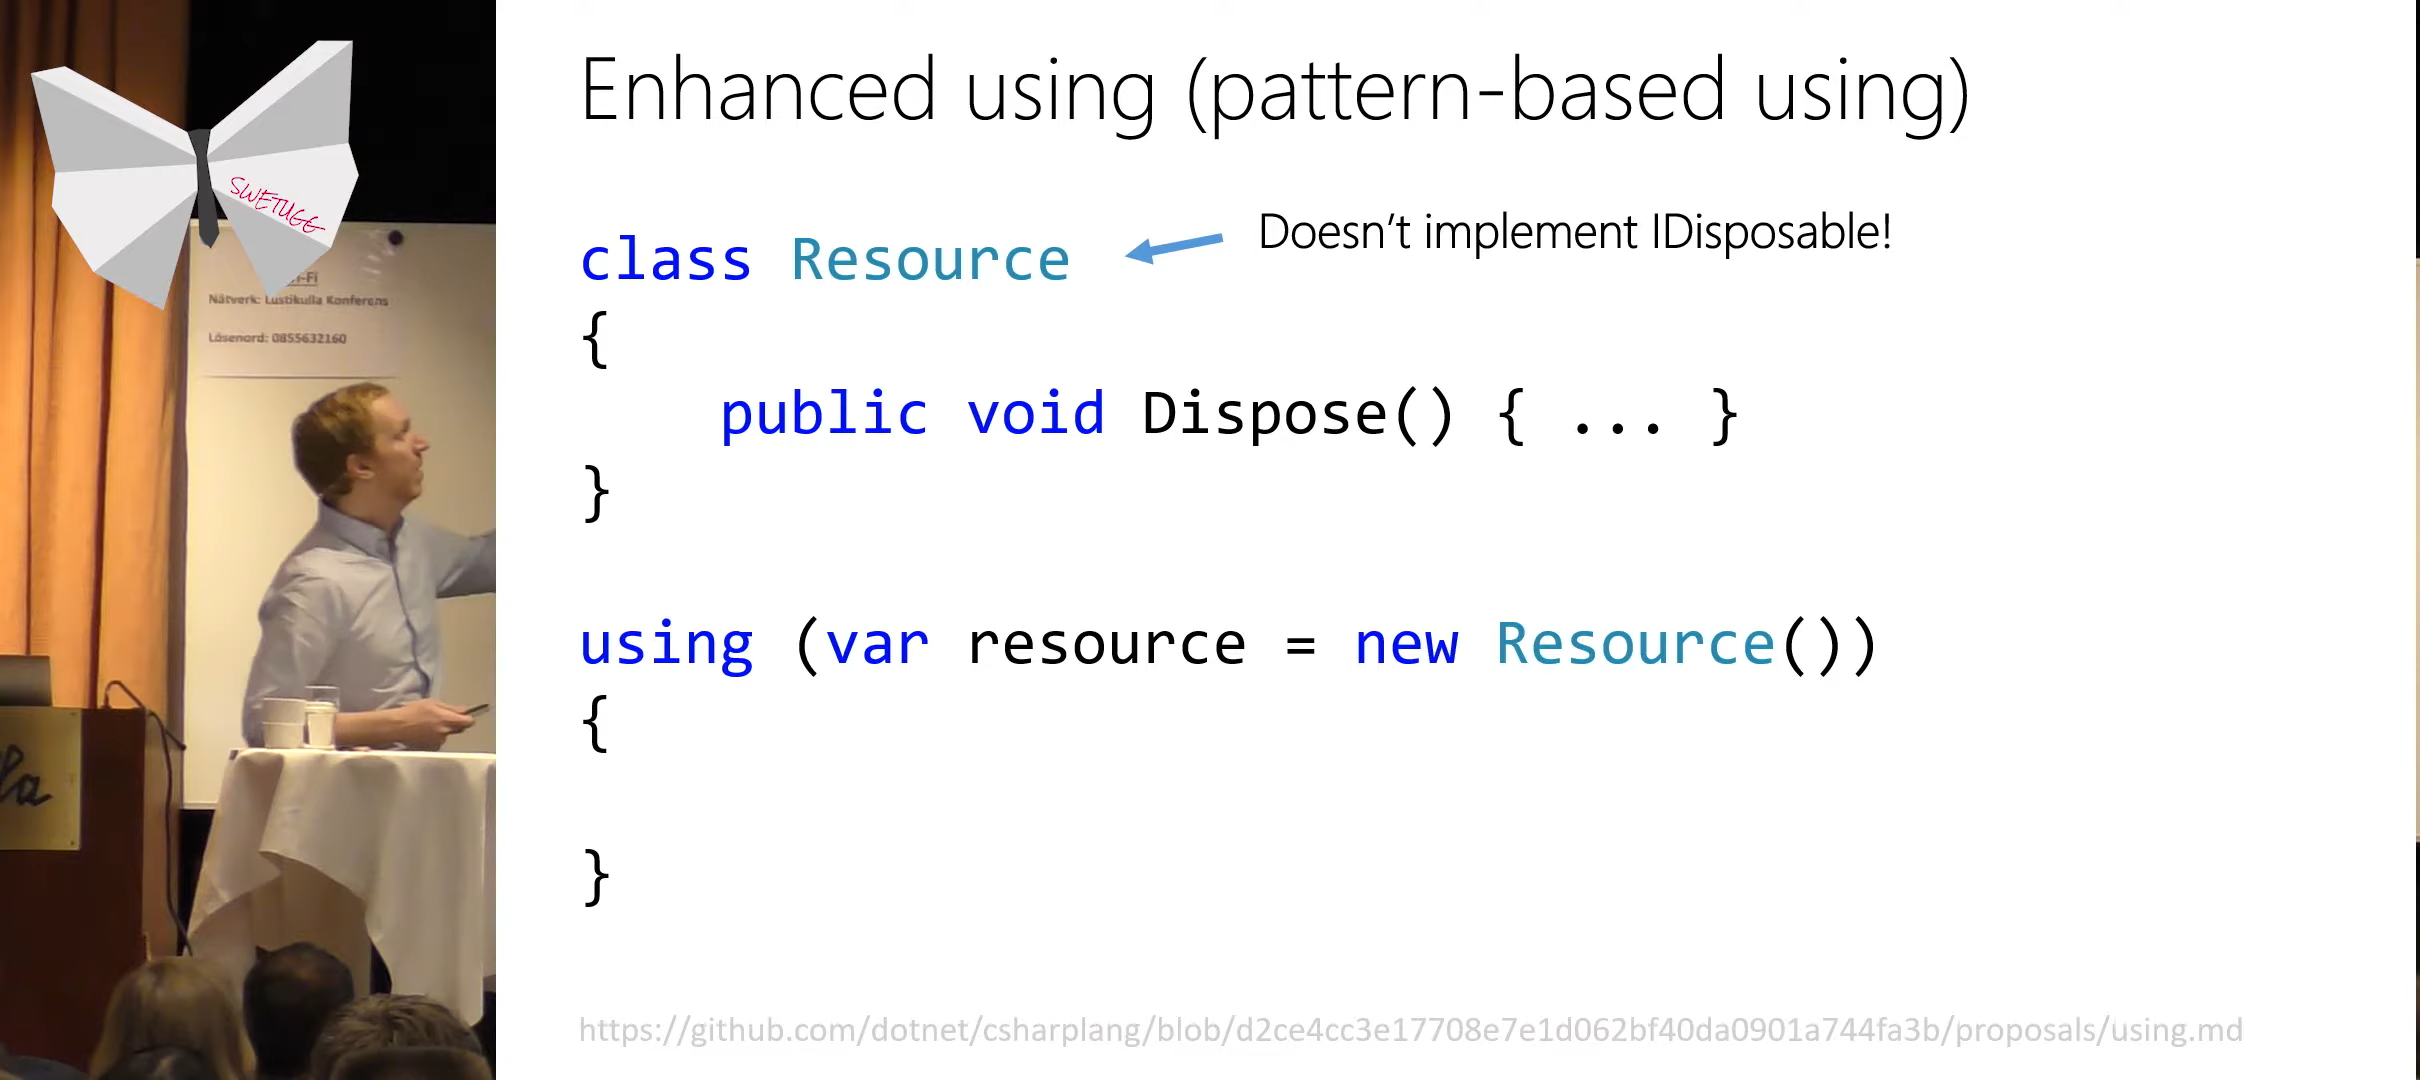 SWETUGG
Nätverk: Lustikulla Konferens
Lösenord: 0855632160
Enhanced using (pattern-based using)
Doesn't implement IDisposable!
class Resource
{
public void Dispose() { ... }
}
using (var resource = new Resource())
{
}
https://github.com/dotnet/csharplang/blob/d2ce4cc3e17708e7e1d062bf40da0901a744fa3b/proposals/using.md